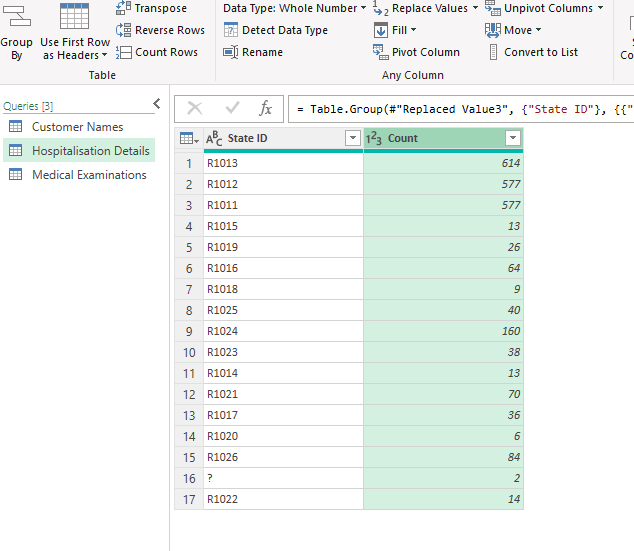 Group By
Use First Row as Headers
Transpose
Reverse Rows
Count Rows
Table
Data Type: Whole Number
Detect Data Type
Rename
Replace Values
Fill
Pivot Column
Any Column
Unpivot Columns
Move
Convert to List
Queries [3]
Customer Names
Hospitalisation Details
Medical Examinations
fx
= Table.Group(#"Replaced Value3", {"State ID"}, {{"
ABC State ID 123 Count
1 R1013 614
2 R1012 577
3 R1011 577
4 R1015 13
5 R1019 26
6 R1016 64
7 R1018 9
8 R1025 40
9 R1024 160
10 R1023 38
11 R1014 13
12 R1021 70
13 R1017 36
14 R1020 6
15 R1026 84
16 ? 2
17 R1022 14